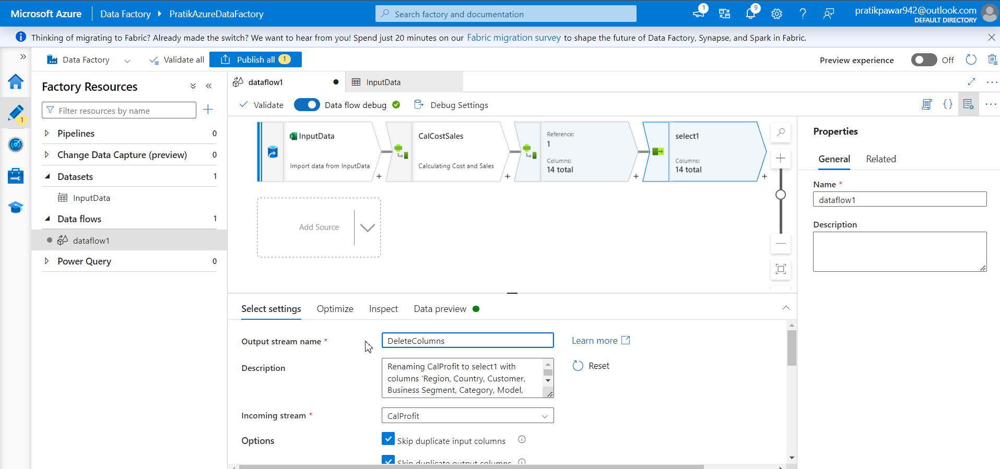 Microsoft Azure
Data Factory
PratikAzureDataFactory
Search factory and documentation
1
9
?
pratikpawar942@outlook.com
DEFAULT DIRECTORY
Thinking of migrating to Fabric? Already made the switch? We want to hear from you! Spend just 20 minutes on our Fabric migration survey to shape the future of Data Factory, Synapse, and Spark in Fabric.
Data Factory
Validate all
Publish all 1
Preview experience
Off
1
Factory Resources
Filter resources by name
Pipelines 0
Change Data Capture (preview) 0
Datasets 1
InputData
Data flows 1
dataflow1
Power Query 0
dataflow1
InputData
Validate
Data flow debug
Debug Settings
{}
InputData
Import data from InputData
+
CalCostSales
Calculating Cost and Sales
+
Reference:
1
Columns:
14 total
+
select1
Columns:
14 total
+
Add Source
Select settings
Optimize
Inspect
Data preview
Output stream name *
DeleteColumns
Learn more
Description
Renaming CalProfit to select1 with
columns 'Region, Country, Customer,
Business Segment, Category, Model,
Reset
Incoming stream *
CalProfit
Options
Skip duplicate input columns
Skip duplicate output columns
Properties
General
Related
Name *
dataflow1
Description